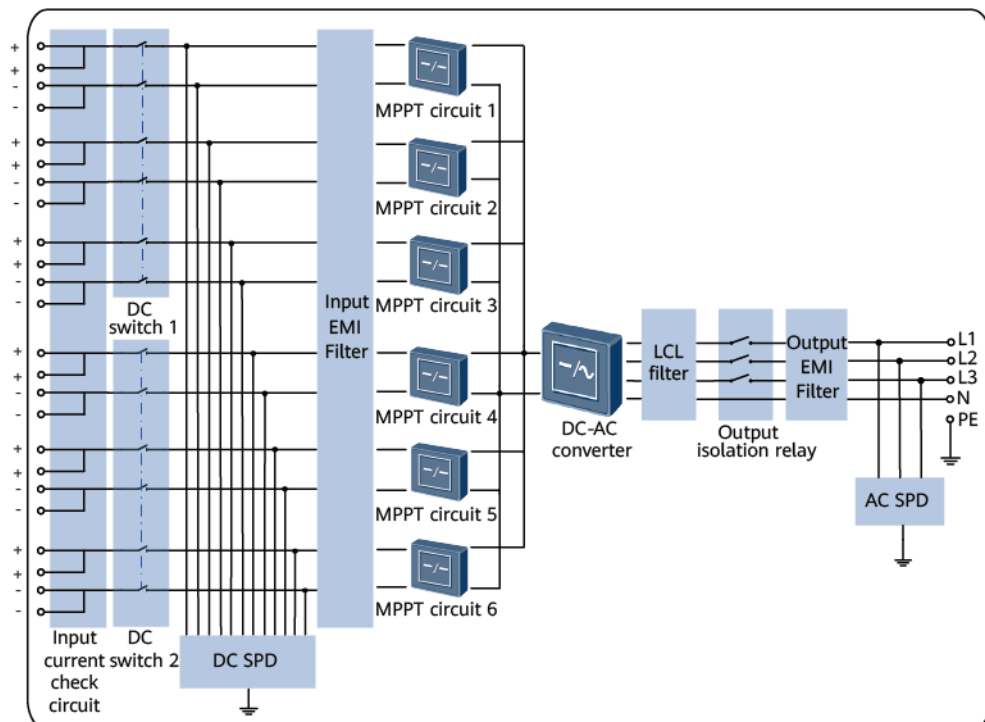 +
+
-
-
+
+
-
-
+
+
-
-
+
+
-
-
+
+
-
-
+
+
-
-
Input
current
check
circuit
DC
switch 1
DC
switch 2
DC SPD
Input
EMI
Filter
MPPT circuit 1
MPPT circuit 2
MPPT circuit 3
MPPT circuit 4
MPPT circuit 5
MPPT circuit 6
DC-AC
converter
LCL
filter
Output
isolation relay
Output
EMI
Filter
L1
L2
L3
N
PE
AC SPD